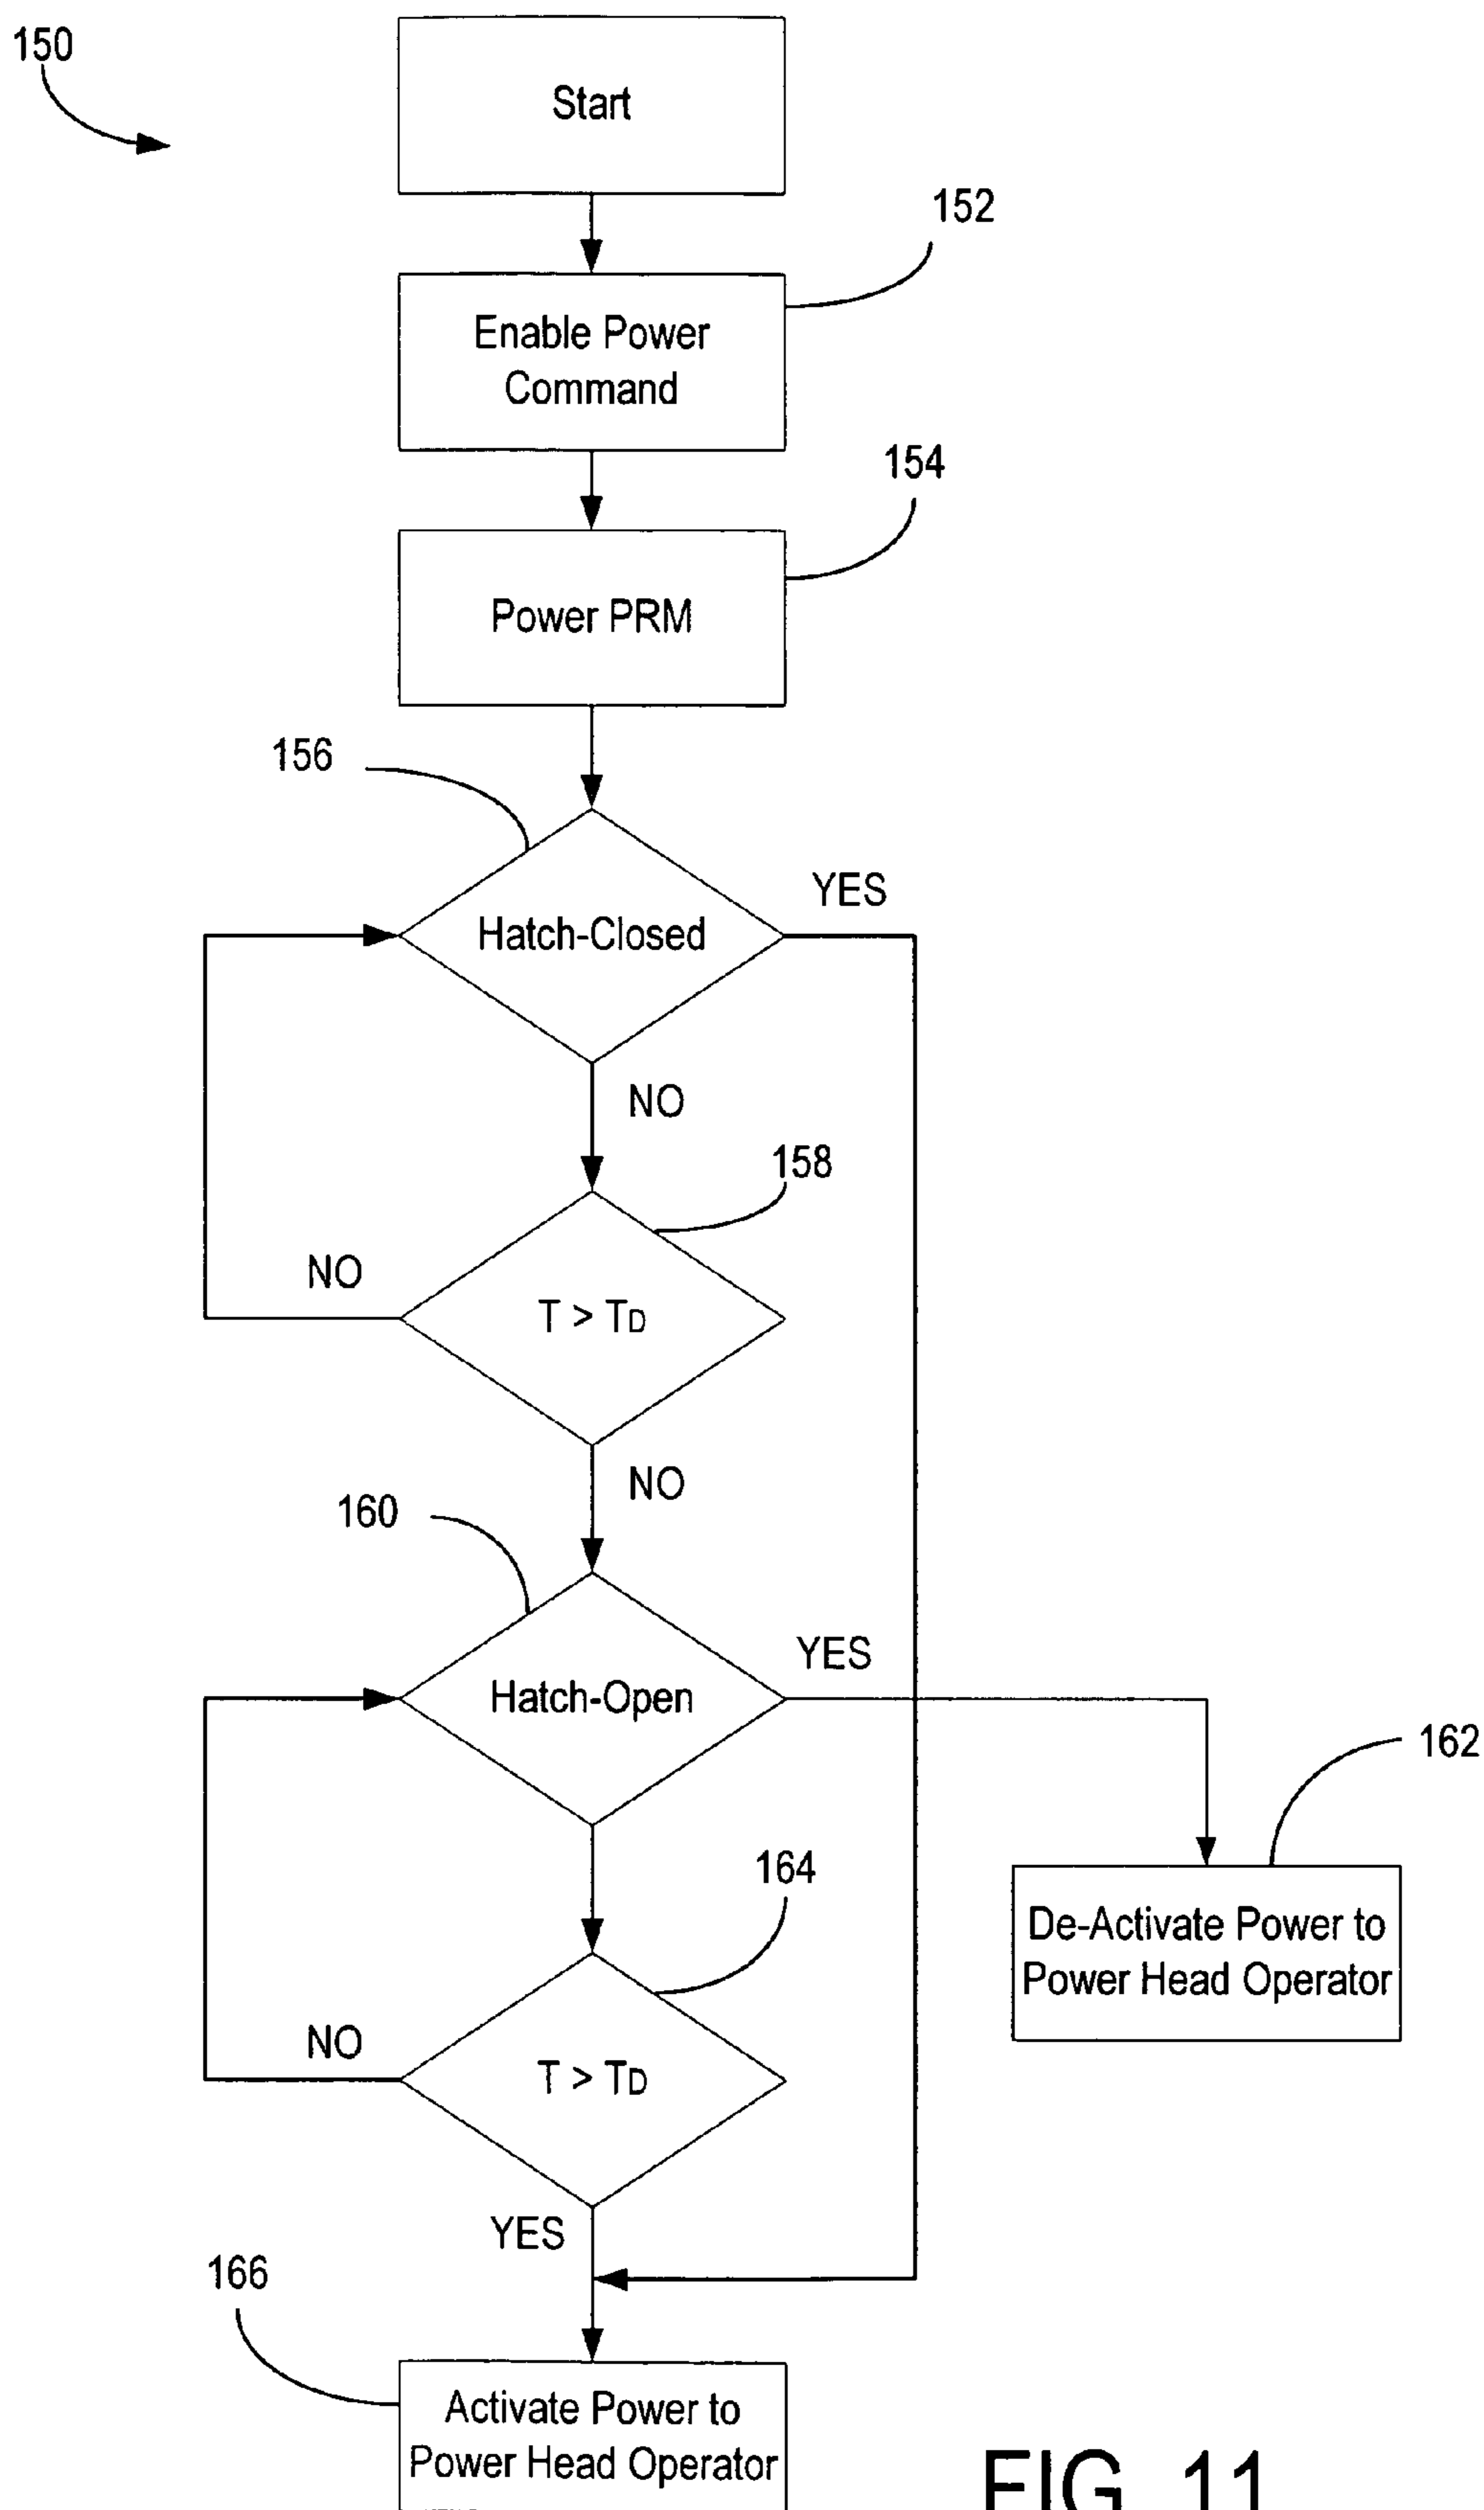 150
Start
152
Enable Power
Command
154
Power PRM
156
Hatch-Closed
YES
NO
158
NO
T > TD
NO
160
Hatch-Open
YES
162
De-Activate Power to
Power Head Operator
164
NO
T > TD
YES
166
Activate Power to
Power Head Operator
FIG. 11